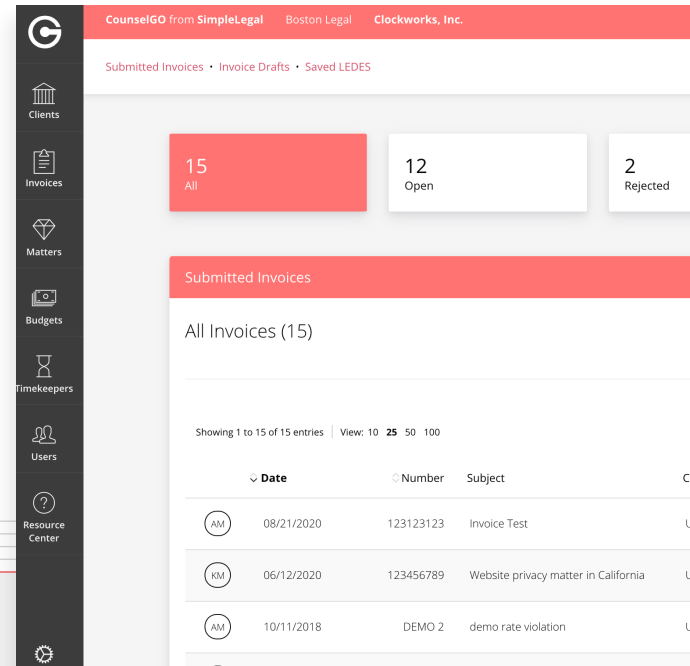 CounselGO from SimpleLegal Boston Legal Clockworks, Inc.
Submitted Invoices • Invoice Drafts • Saved LEDES
Clients
Invoices
Matters
Budgets
Timekeepers
Users
Resource
Center
15
All
12
Open
2
Rejected
Submitted Invoices
All Invoices (15)
Showing 1 to 15 of 15 entries View: 10 25 50 100
Date Number Subject C
AM 08/21/2020 123123123 Invoice Test U
KM 06/12/2020 123456789 Website privacy matter in California U
AM 10/11/2018 DEMO 2 demo rate violation U